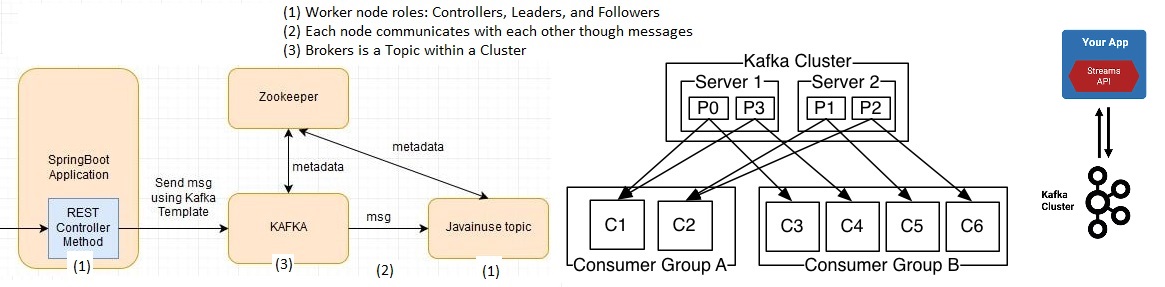 (1) Worker node roles: Controllers, Leaders, and Followers
(2) Each node communicates with each other though messages
(3) Brokers is a Topic within a Cluster
SpringBoot
Application
REST
Controller
Method
(1)
Send msg
using Kafka
Template
Zookeeper
metadata
metadata
KAFKA
(3)
msg
(2)
Javainuse topic
(1)
Kafka Cluster
Server 1
Server 2
P0
P3
P1
P2
C1
C2
C3
C4
C5
C6
Consumer Group A
Consumer Group B
Your App
Streams
API
Kafka
Cluster